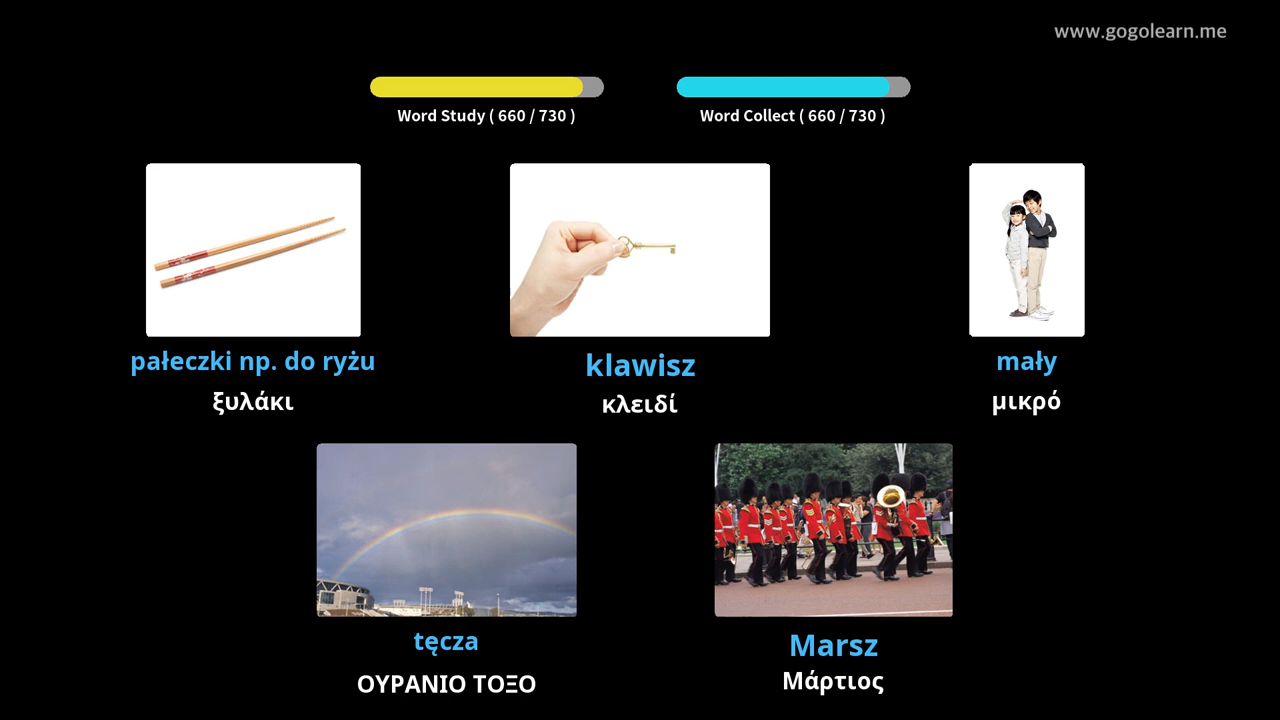 www.gogolearn.me
Word Study ( 660 / 730 )
Word Collect ( 660 / 730 )
pałeczki np. do ryżu
ξυλάκι
klawisz
κλειδί
mały
μικρό
tęcza
ΟΥΡΑΝΙΟ ΤΟΞΟ
Marsz
Μάρτιος